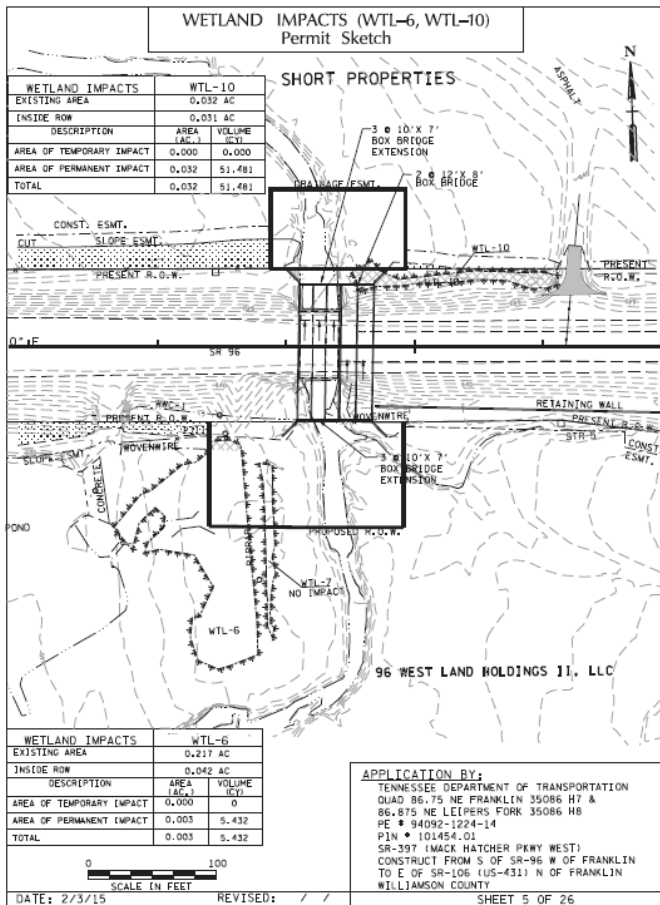 WETLAND IMPACTS (WTL–6, WTL–10)
Permit Sketch
N
SHORT PROPERTIES
ASPHALT
WETLAND IMPACTS WTL-10
EXISTING AREA 0.032 AC
INSIDE ROW 0.031 AC
DESCRIPTION AREA (AC.) VOLUME (CY)
AREA OF TEMPORARY IMPACT 0.000 0.000
AREA OF PERMANENT IMPACT 0.032 51.481
TOTAL 0.032 51.481
3 @ 10'X 7'
BOX BRIDGE
EXTENSION
2 @ 12'X 8'
BOX BRIDGE
DRAINAGE ESMT.
CONST. ESMT.
CUT SLOPE ESMT.
WTL-10
PRESENT R.O.W.
PRESENT
R.O.W.
SR 96
WWC-1
PRESENT R.O.W.
WOVENWIRE
RETAINING WALL
PRESENT R.O.W.
STR-5
CONST.
ESMT.
WOVENWIRE
SLOPE ESMT.
CONCRETE
3 @ 10'X 7'
BOX BRIDGE
EXTENSION
POND
PROPOSED R.O.W.
RIPRAP
WTL-7
NO IMPACT
WTL-6
96 WEST LAND HOLDINGS II, LLC
WETLAND IMPACTS WTL-6
EXISTING AREA 0.217 AC
INSIDE ROW 0.042 AC
DESCRIPTION AREA (AC.) VOLUME (CY)
AREA OF TEMPORARY IMPACT 0.000 0
AREA OF PERMANENT IMPACT 0.003 5.432
TOTAL 0.003 5.432
0 100
SCALE IN FEET
APPLICATION BY:
TENNESSEE DEPARTMENT OF TRANSPORTATION
QUAD 86.75 NE FRANKLIN 35086 H7 &
86.875 NE LEIPERS FORK 35086 H8
PE # 94092-1224-14
PIN # 101454.01
SR-397 (MACK HATCHER PKWY WEST)
CONSTRUCT FROM S OF SR-96 W OF FRANKLIN
TO E OF SR-106 (US-431) N OF FRANKLIN
WILLIAMSON COUNTY
DATE: 2/3/15 REVISED: / / SHEET 5 OF 26